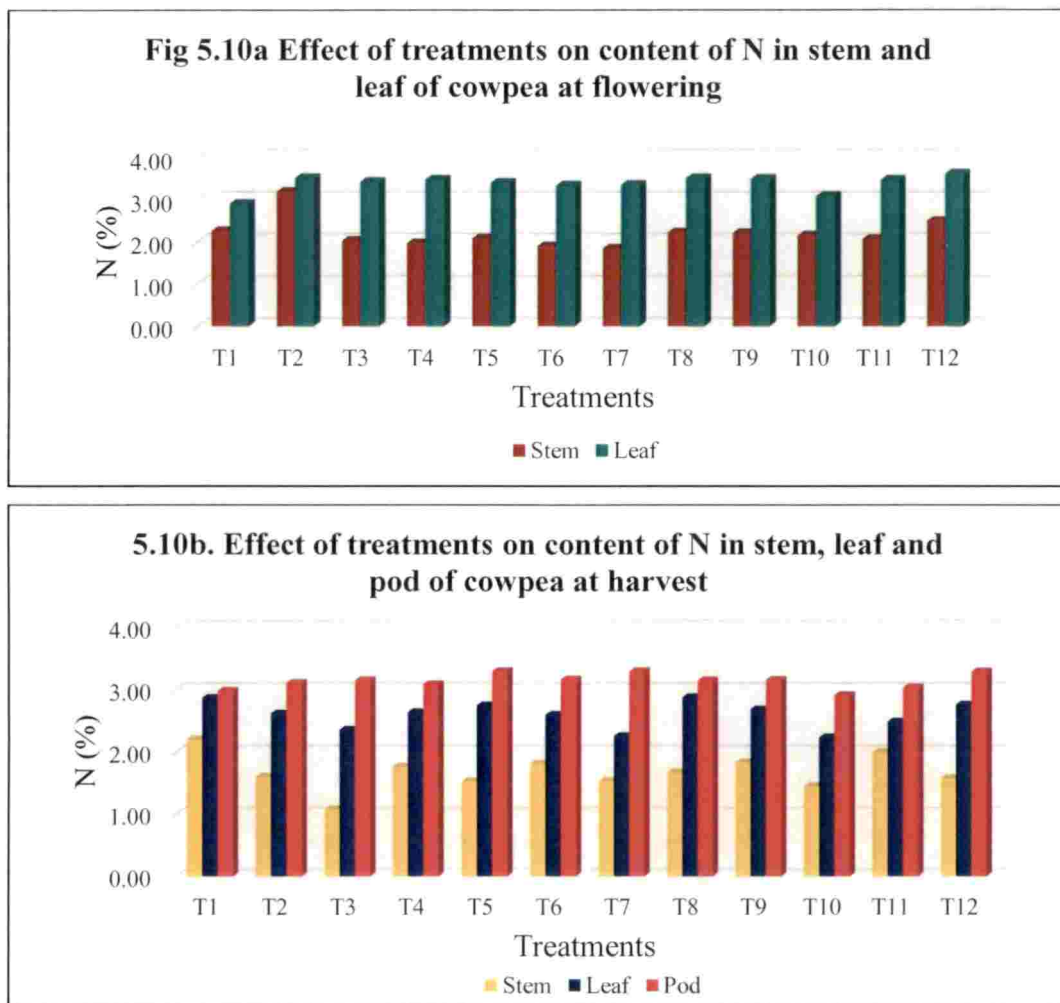 Fig 5.10a Effect of treatments on content of N in stem and
leaf of cowpea at flowering
4.00
3.00
2.00
1.00
0.00
N (%)
T1 T2 T3 T4 T5 T6 T7 T8 T9 T10 T11 T12
Treatments
Stem Leaf
5.10b. Effect of treatments on content of N in stem, leaf and
pod of cowpea at harvest
4.00
3.00
2.00
1.00
0.00
N (%)
T1 T2 T3 T4 T5 T6 T7 T8 T9 T10 T11 T12
Treatments
Stem Leaf Pod